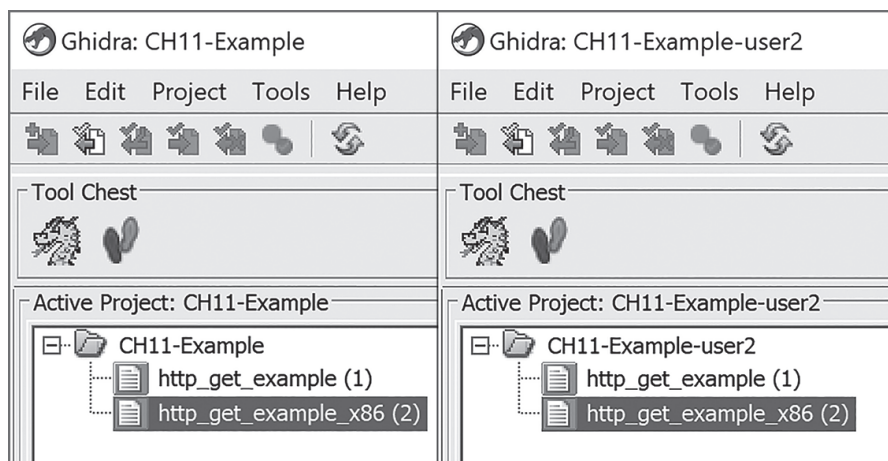 Ghidra: CH11-Example
File Edit Project Tools Help
Tool Chest
Active Project: CH11-Example
CH11-Example
http_get_example (1)
http_get_example_x86 (2)
Ghidra: CH11-Example-user2
File Edit Project Tools Help
Tool Chest
Active Project: CH11-Example-user2
CH11-Example-user2
http_get_example (1)
http_get_example_x86 (2)